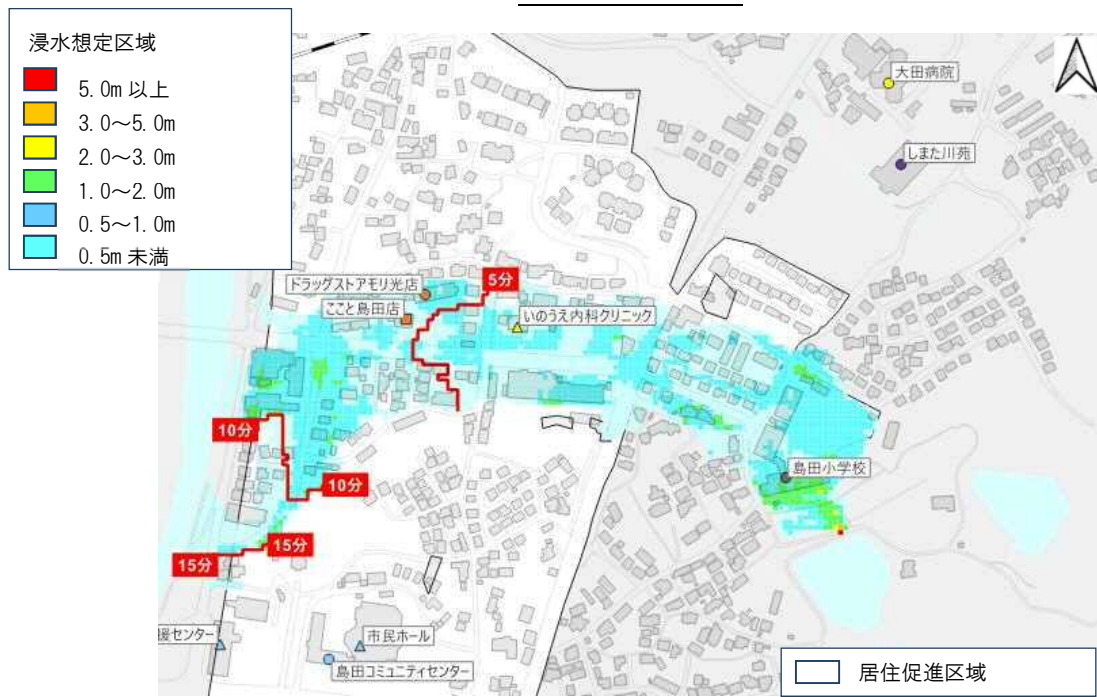 浸水想定区域
5.0m 以上
3.0～5.0m
2.0～3.0m
1.0～2.0m
0.5～1.0m
0.5m 未満
大田病院
しまた川苑
ドラッグストアモリ光店
5分
ここと島田店
いのうえ内科クリニック
10分
島田小学校
10分
15分
15分
援センター
市民ホール
島田コミュニティセンター
居住促進区域